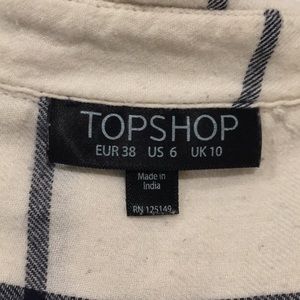 TOPSHOP
EUR 38 US 6 UK 10
Made in
India
RN 125149